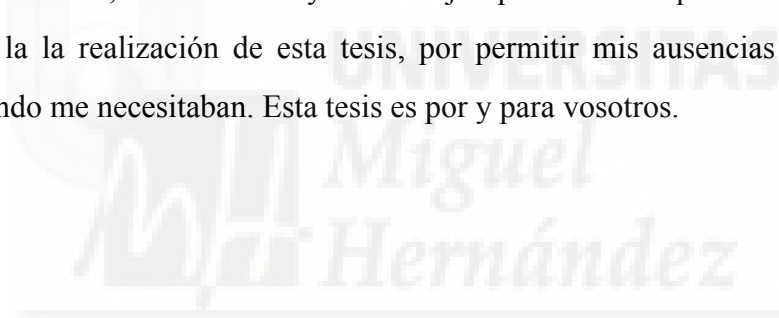 la la realización de esta tesis, por permitir mis ausencias
ndo me necesitaban. Esta tesis es por y para vosotros.
UNIVERSITAS
Miguel
Hernández